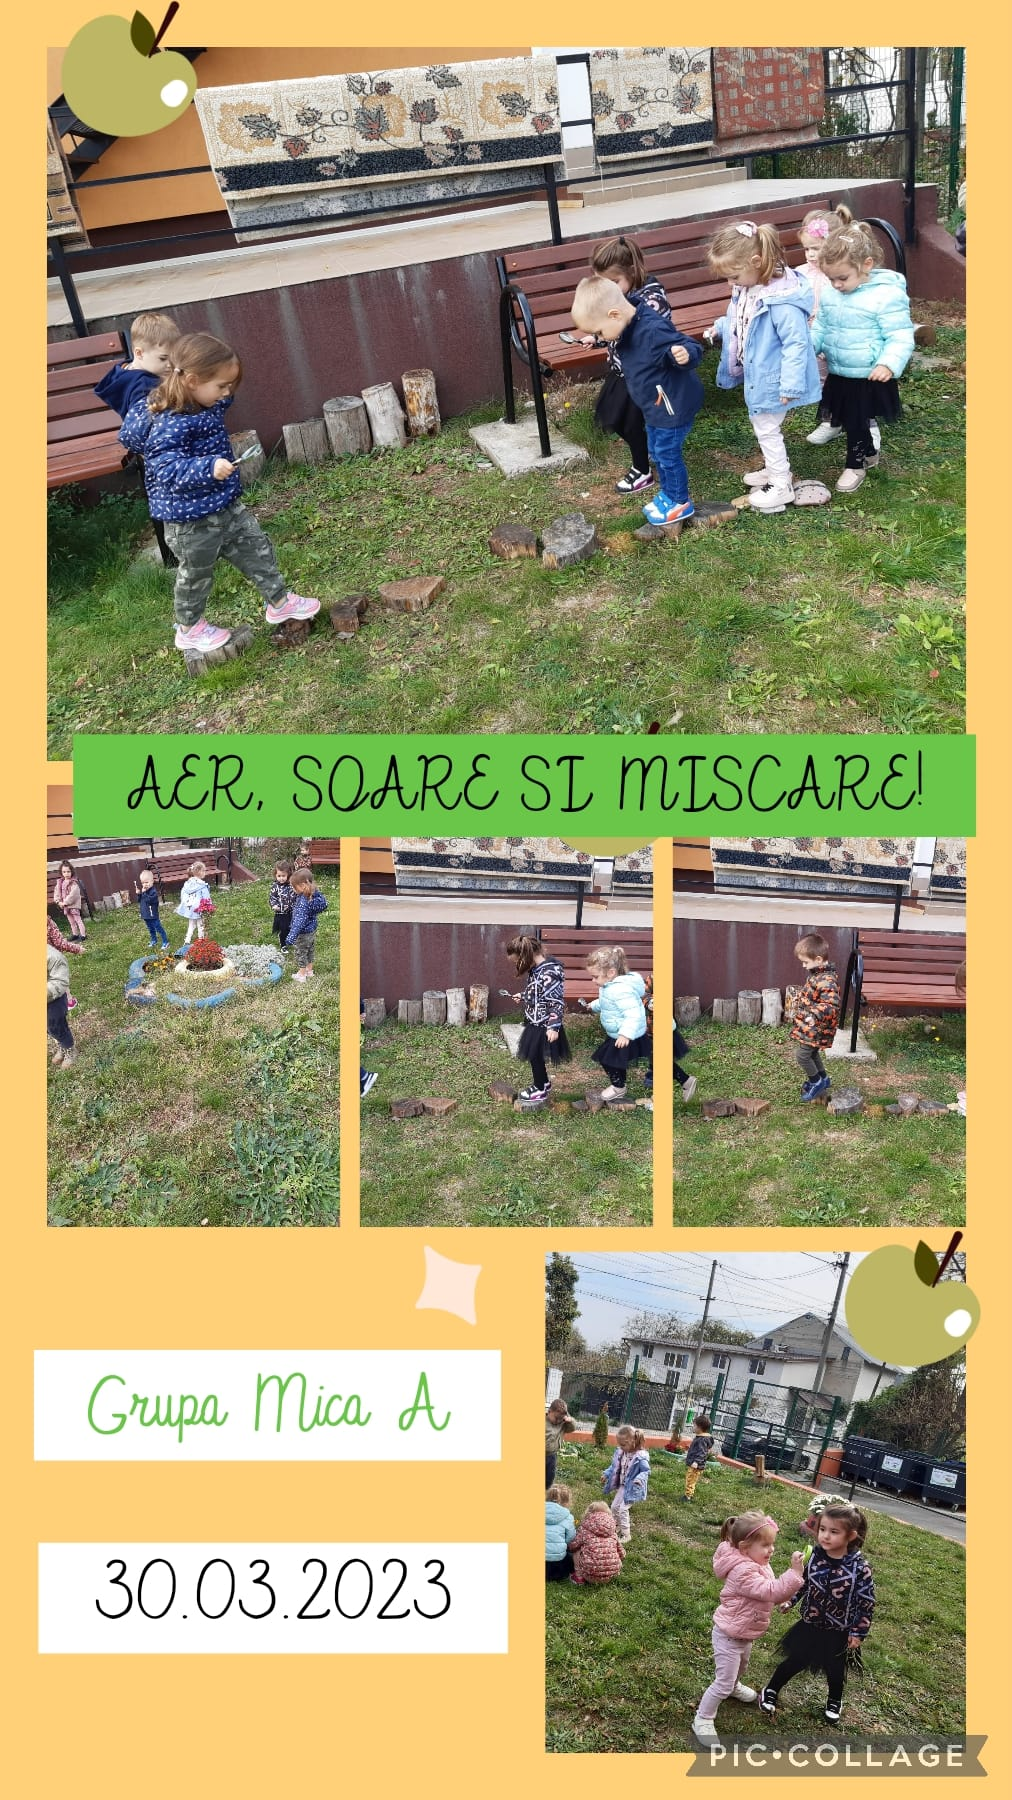 AER, SOARE SI MISCARE!
Grupa Mica A
30.03.2023
PIC•COLLAGE